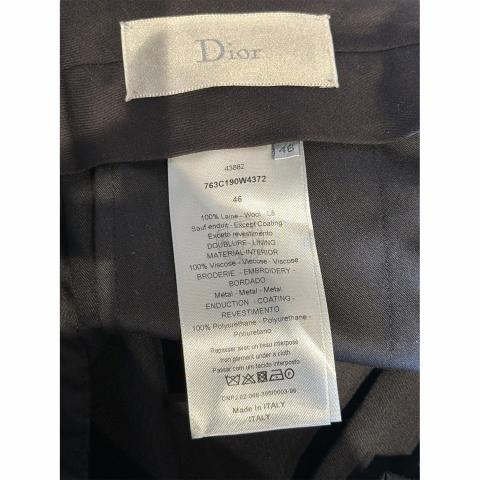 Dior
46
43882
763C190W4372
46
100% Laine - Wool - Lã
Sauf enduit - Except Coating
Exceto revestimento
DOUBLURE - LINING
MATERIAL-INTERIOR
100% Viscose - Viscose - Viscose
BRODERIE - EMBROIDERY -
BORDADO
Métal - Metal - Metal
ENDUCTION - COATING -
REVESTIMENTO
100% Polyurethane - Polyurethane -
Poliuretano
Repasser avec un tissu interposé
Iron garment under a cloth
Passar com um tecido interposto
Made in ITALY
ITALY